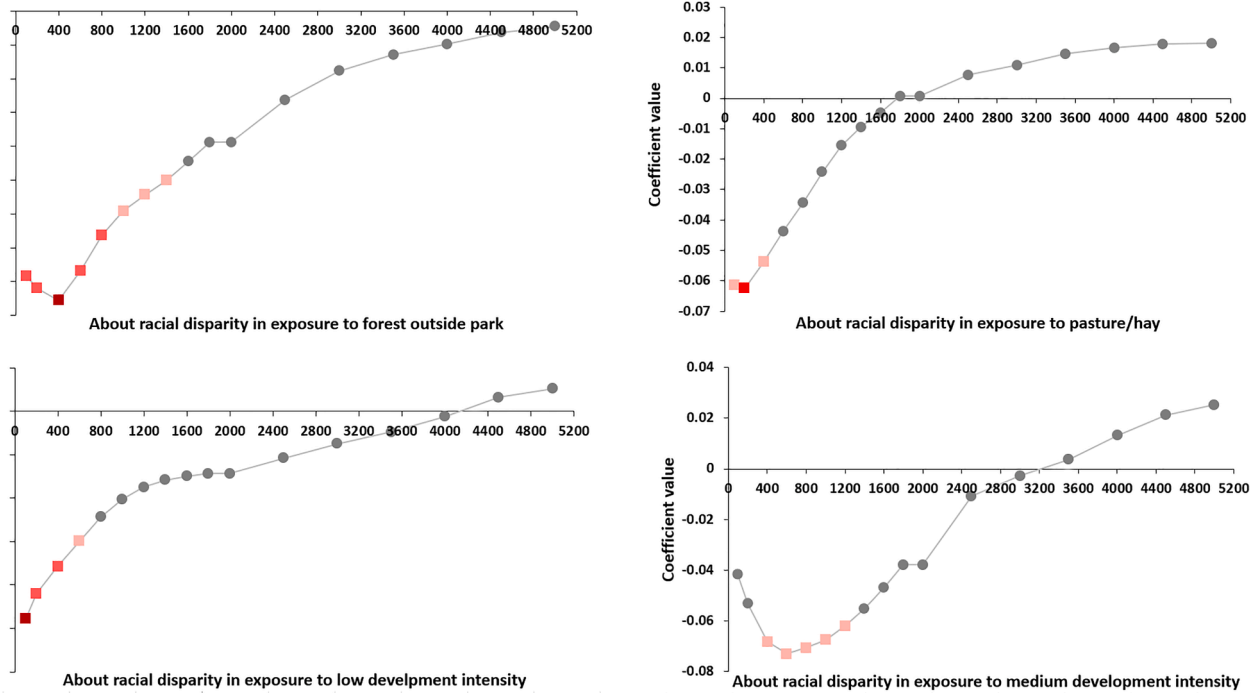 0 400 800 1200 1600 2000 2400 2800 3200 3600 4000 4400 4800 5200
About racial disparity in exposure to forest outside park
0.03
0.02
0.01
0
-0.01
-0.02
-0.03
-0.04
-0.05
-0.06
-0.07
Coefficient value
0 400 800 1200 1600 2000 2400 2800 3200 3600 4000 4400 4800 5200
About racial disparity in exposure to pasture/hay
0 400 800 1200 1600 2000 2400 2800 3200 3600 4000 4400 4800 5200
About racial disparity in exposure to low develpment intensity
0.04
0.02
0
-0.02
-0.04
-0.06
-0.08
Coefficient value
0 400 800 1200 1600 2000 2400 2800 3200 3600 4000 4400 4800 5200
About racial disparity in exposure to medium development intensity